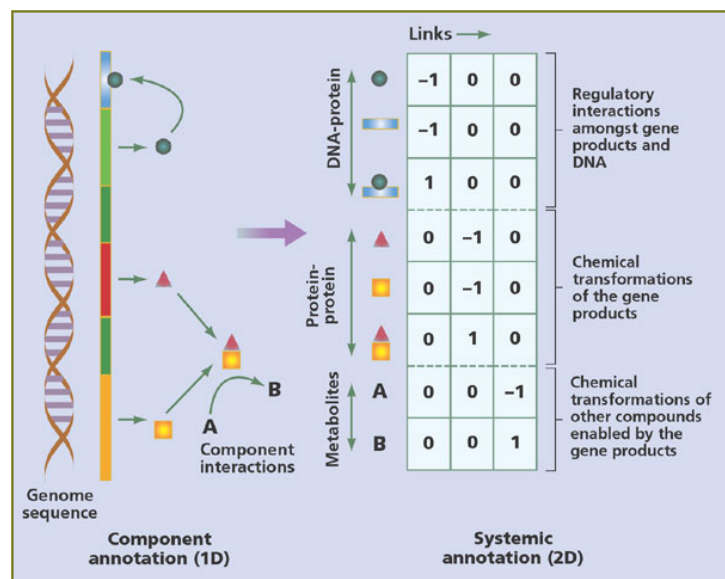 Links
DNA-protein
−1 0 0
−1 0 0
1 0 0
Regulatory
interactions
amongst gene
products and
DNA
Protein-
protein
0 −1 0
0 −1 0
0 1 0
Chemical
transformations
of the gene
products
Metabolites
A 0 0 −1
B 0 0 1
Chemical
transformations of
other compounds
enabled by the
gene products
B
A
Component
interactions
Genome
sequence
Component
annotation (1D)
Systemic
annotation (2D)